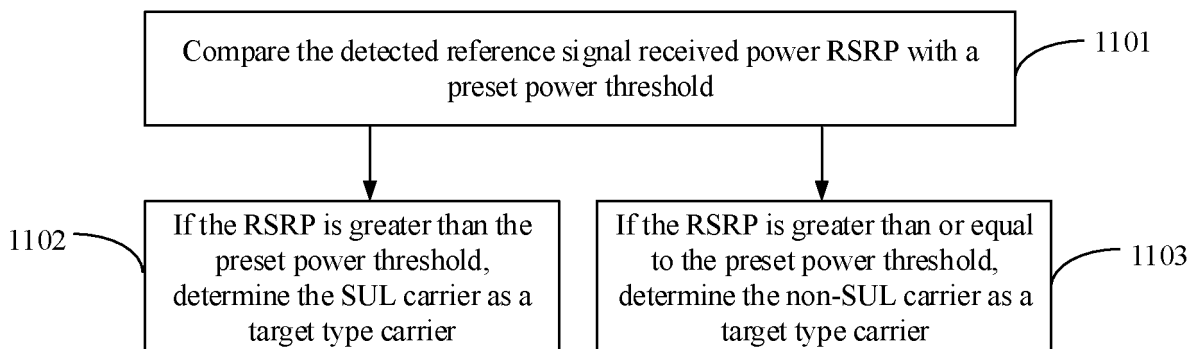 Compare the detected reference signal received power RSRP with a
preset power threshold
1101
1102
If the RSRP is greater than the
preset power threshold,
determine the SUL carrier as a
target type carrier
If the RSRP is greater than or equal
to the preset power threshold,
determine the non-SUL carrier as a
target type carrier
1103